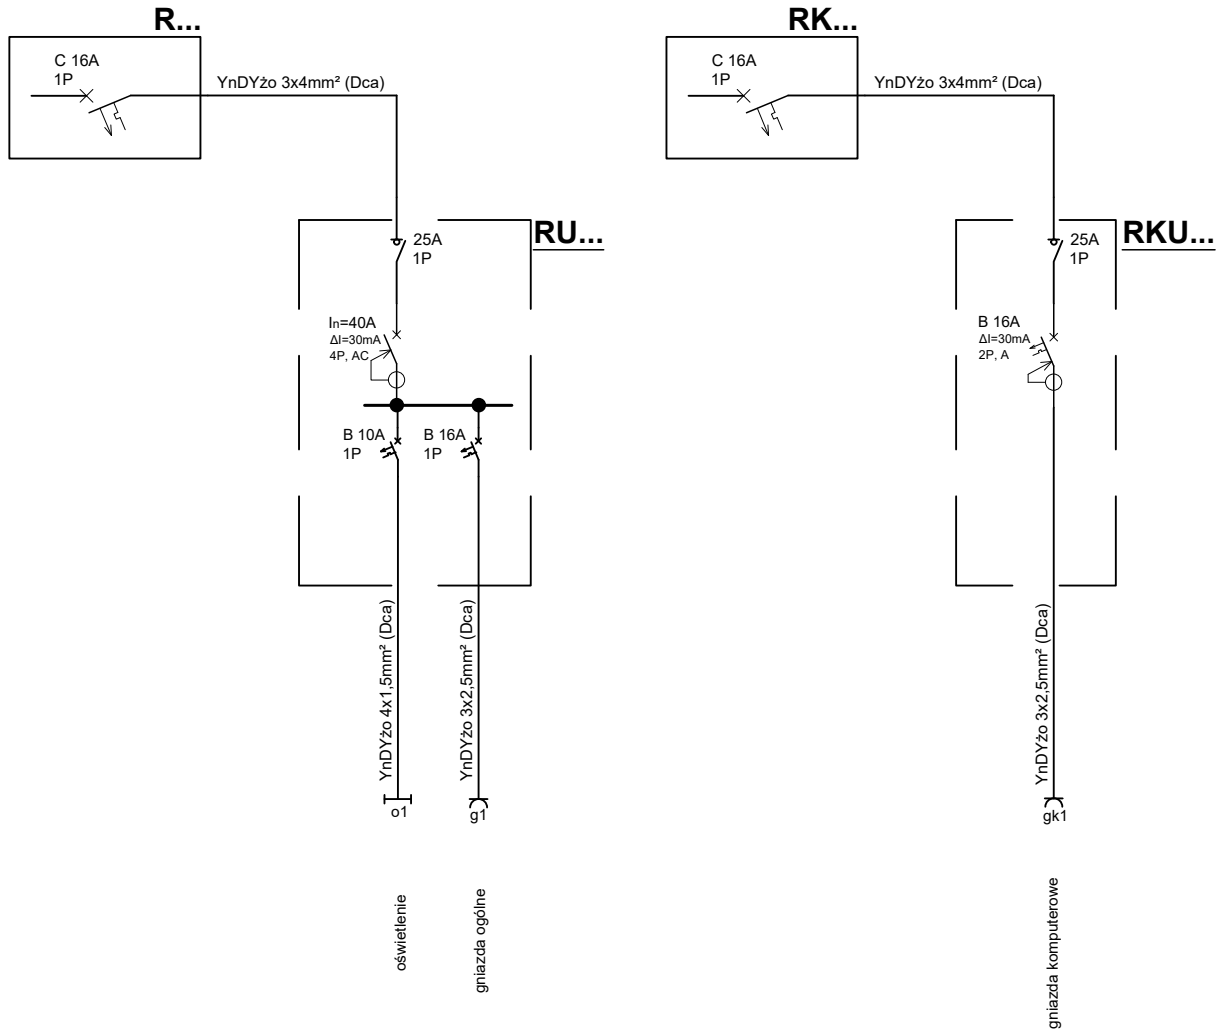 R...
C 16A
1P
YnDYżo 3x4mm² (Dca)
RU...
25A
1P
In=40A
ΔI=30mA
4P, AC
B 10A
1P
B 16A
1P
YnDYżo 4x1,5mm² (Dca)
YnDYżo 3x2,5mm² (Dca)
o1
g1
oświetlenie
gniazda ogólne
RK...
C 16A
1P
YnDYżo 3x4mm² (Dca)
RKU...
25A
1P
B 16A
ΔI=30mA
2P, A
YnDYżo 3x2,5mm² (Dca)
gk1
gniazda komputerowe